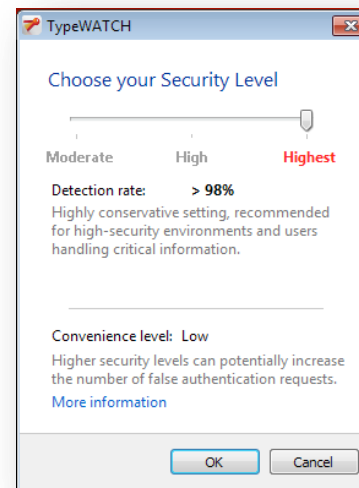 TypeWATCH
Choose your Security Level
Moderate High Highest
Detection rate: > 98%
Highly conservative setting, recommended
for high-security environments and users
handling critical information.
Convenience level: Low
Higher security levels can potentially increase
the number of false authentication requests.
More information
OK Cancel